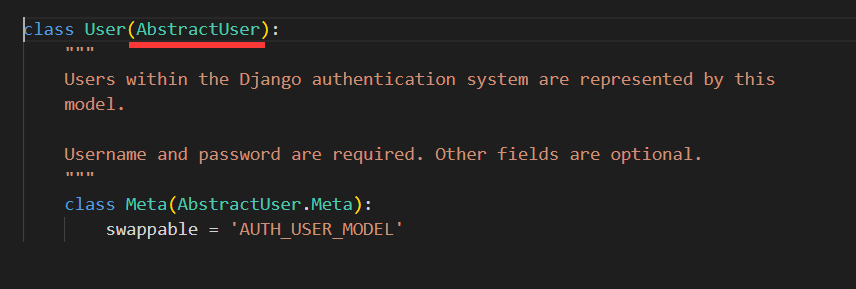 class User(AbstractUser):
"""
Users within the Django authentication system are represented by this
model.
Username and password are required. Other fields are optional.
"""
class Meta(AbstractUser.Meta):
swappable = 'AUTH_USER_MODEL'